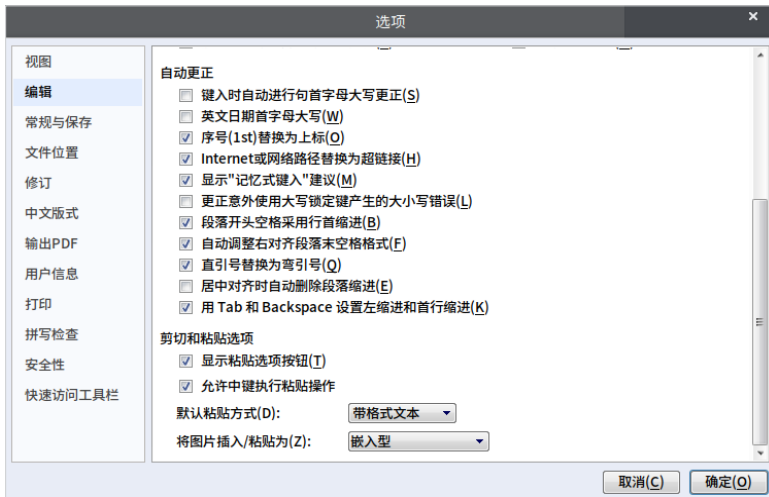 选项
视图
编辑
常规与保存
文件位置
修订
中文版式
输出PDF
用户信息
打印
拼写检查
安全性
快速访问工具栏
自动更正
键入时自动进行句首字母大写更正(S)
英文日期首字母大写(W)
序号(1st)替换为上标(O)
Internet或网络路径替换为超链接(H)
显示"记忆式键入"建议(M)
更正意外使用大写锁定键产生的大小写错误(L)
段落开头空格采用行首缩进(B)
自动调整右对齐段落末空格格式(F)
直引号替换为弯引号(Q)
居中对齐时自动删除段落缩进(E)
用 Tab 和 Backspace 设置左缩进和首行缩进(K)
剪切和粘贴选项
显示粘贴选项按钮(T)
允许中键执行粘贴操作
默认粘贴方式(D): 带格式文本
将图片插入/粘贴为(Z): 嵌入型
取消(C) 确定(O)